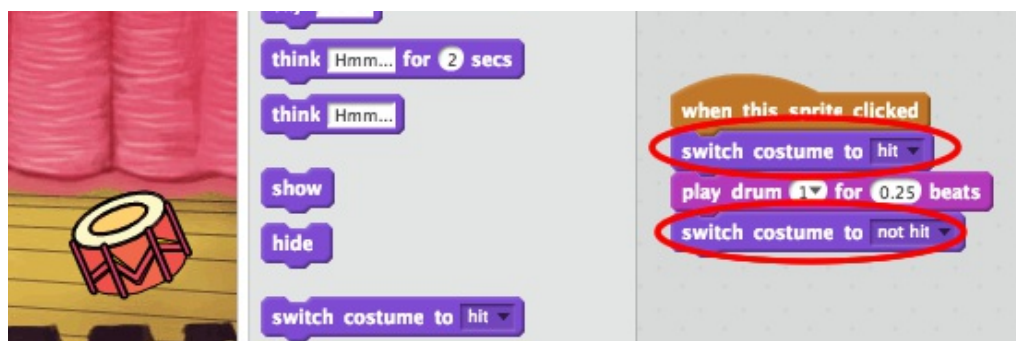 think Hmm... for 2 secs
think Hmm...
show
hide
switch costume to hit
when this sprite clicked
switch costume to hit
play drum 1 for 0.25 beats
switch costume to not hit